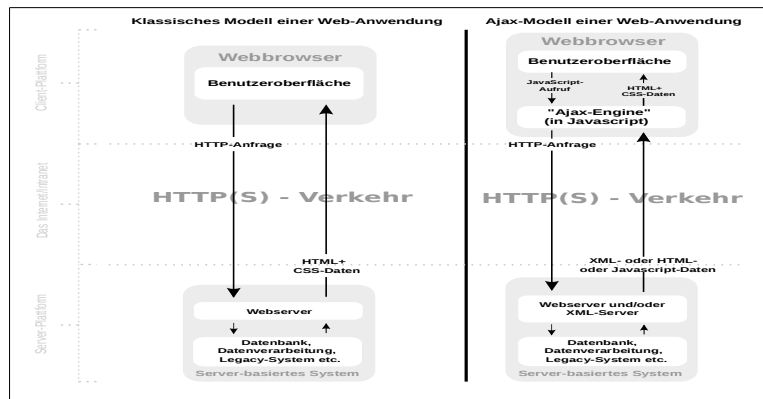 Klassisches Modell einer Web-Anwendung
Webbrowser
Benutzeroberfläche
HTTP-Anfrage
HTTP(S) - Verkehr
HTML+
CSS-Daten
Webserver
Datenbank,
Datenverarbeitung,
Legacy-System etc.
Server-basiertes System
Ajax-Modell einer Web-Anwendung
Webbrowser
Benutzeroberfläche
JavaScript-
Aufruf
HTML+
CSS-Daten
"Ajax-Engine"
(in Javascript)
HTTP-Anfrage
HTTP(S) - Verkehr
XML- oder HTML-
oder Javascript-Daten
Webserver und/oder
XML-Server
Datenbank,
Datenverarbeitung,
Legacy-System etc.
Server-basiertes System
Client-Plattform
Das Internet/Intranet
Server-Plattform